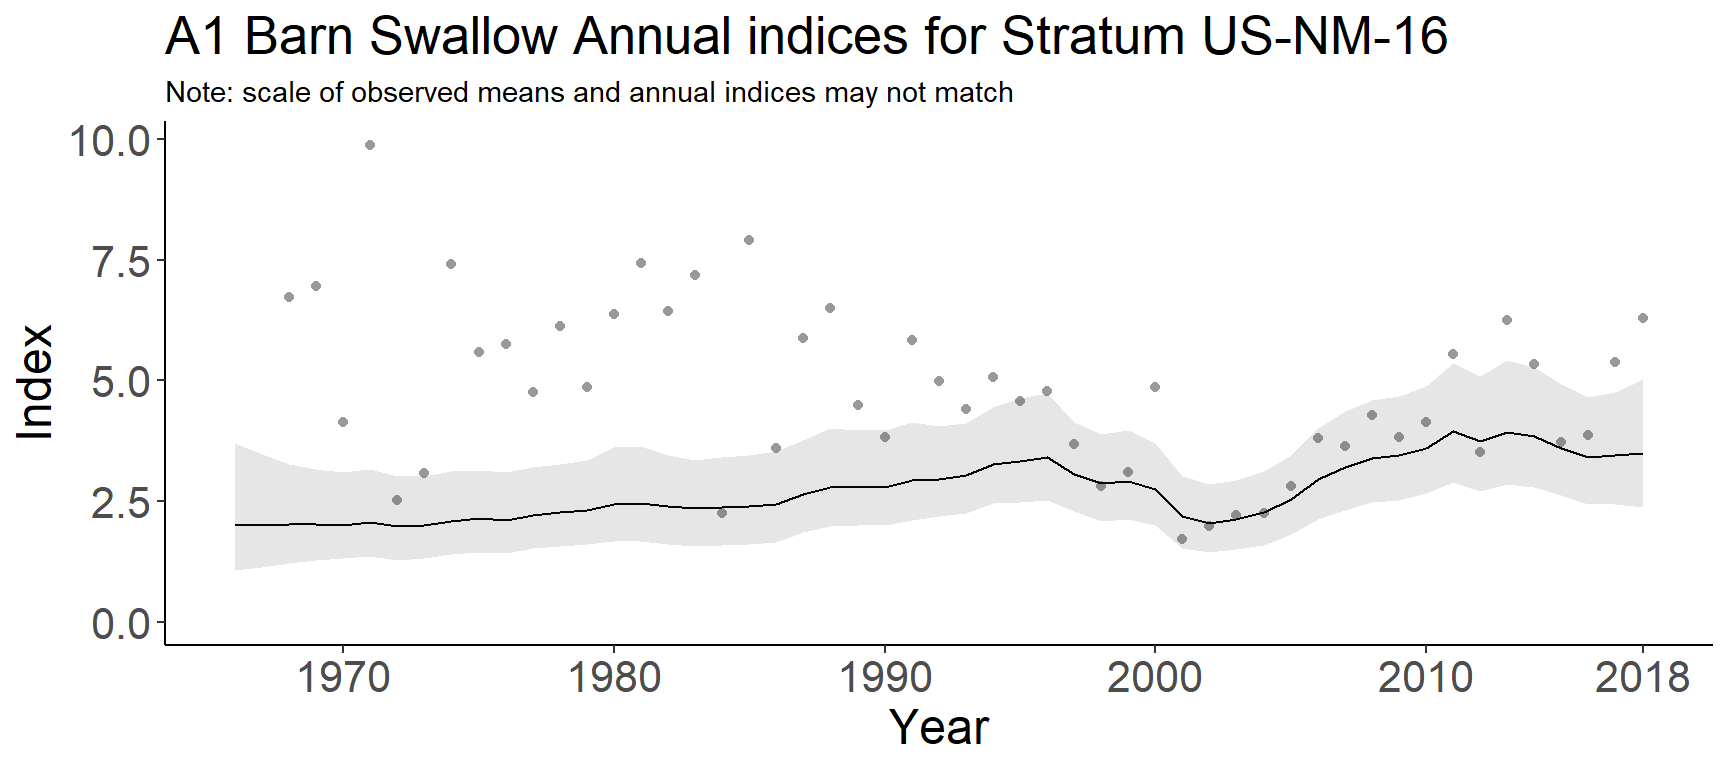 A1 Barn Swallow Annual indices for Stratum US-NM-16
Note: scale of observed means and annual indices may not match
10.0
7.5
5.0
2.5
0.0
Index
1970 1980 1990 2000 2010 2018
Year